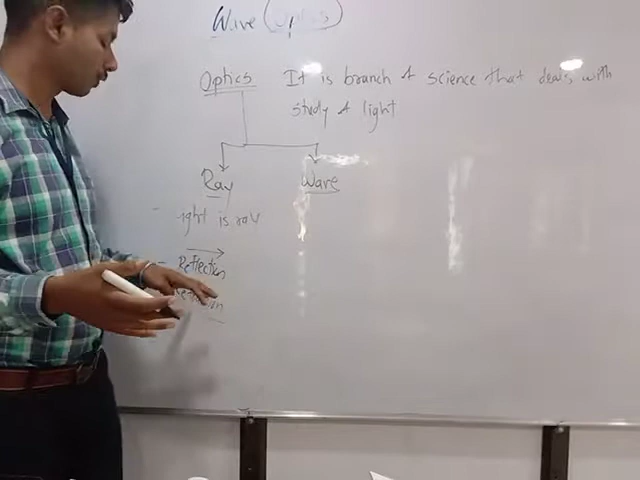 Wave (Optics)
Optics It is branch of science that deals with
study of light
Ray Wave
ight is ray
Reflection